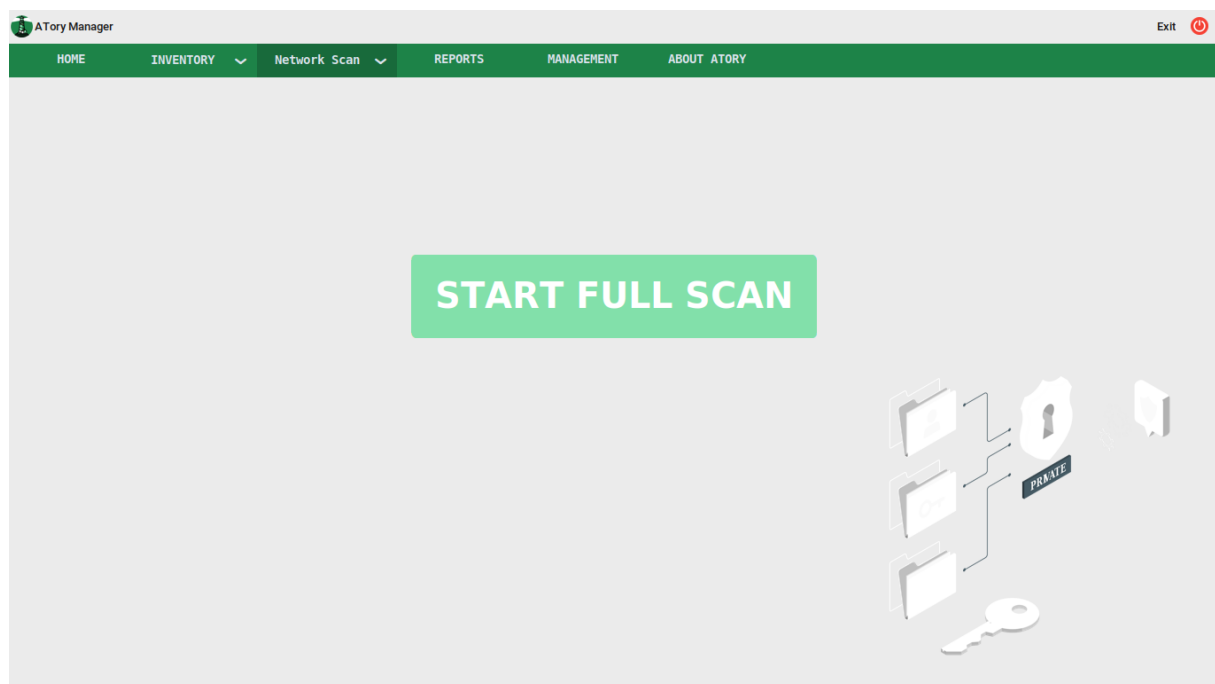 ATory Manager
Exit
HOME INVENTORY Network Scan REPORTS MANAGEMENT ABOUT ATORY
START FULL SCAN
PRIVATE